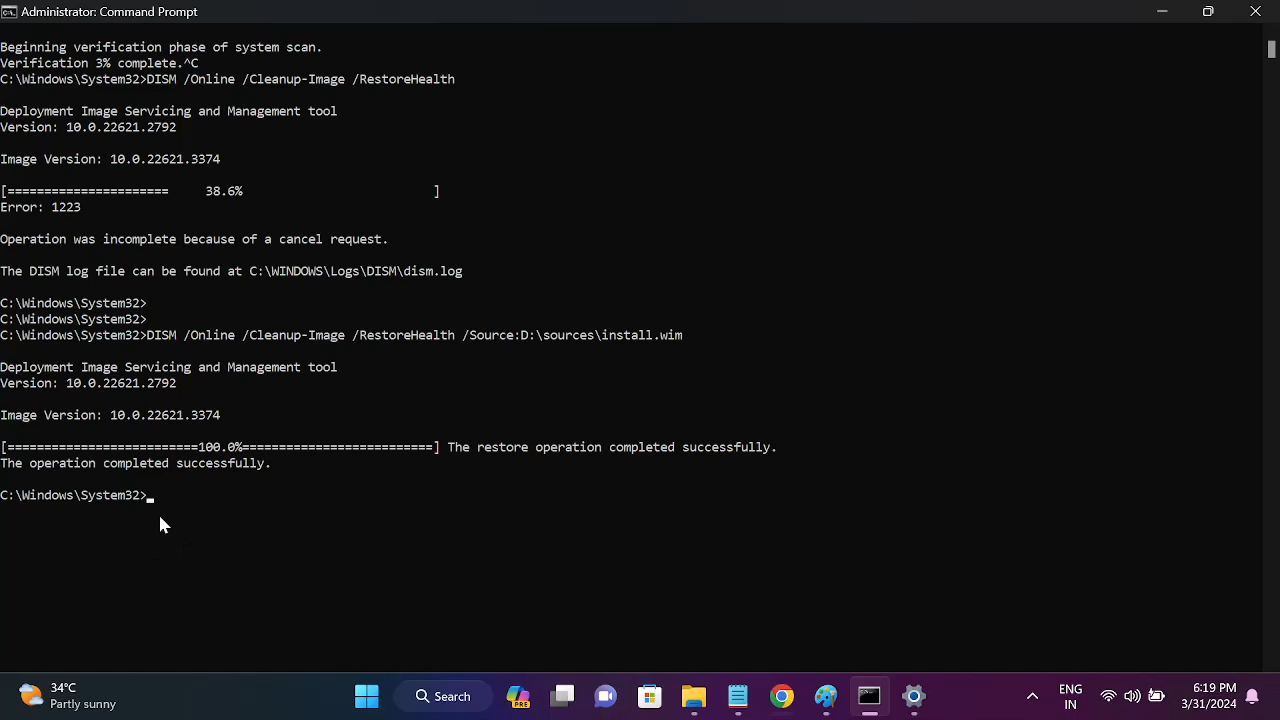 Administrator: Command Prompt
Beginning verification phase of system scan.
Verification 3% complete.^C
C:\Windows\System32>DISM /Online /Cleanup-Image /RestoreHealth
Deployment Image Servicing and Management tool
Version: 10.0.22621.2792
Image Version: 10.0.22621.3374
[====================== 38.6% ]
Error: 1223
Operation was incomplete because of a cancel request.
The DISM log file can be found at C:\WINDOWS\Logs\DISM\dism.log
C:\Windows\System32>
C:\Windows\System32>
C:\Windows\System32>DISM /Online /Cleanup-Image /RestoreHealth /Source:D:\sources\install.wim
Deployment Image Servicing and Management tool
Version: 10.0.22621.2792
Image Version: 10.0.22621.3374
[==========================100.0%==========================] The restore operation completed successfully.
The operation completed successfully.
C:\Windows\System32>
34°C
Partly sunny
Search
PRE
ENG
IN
6:19 PM
3/31/2024